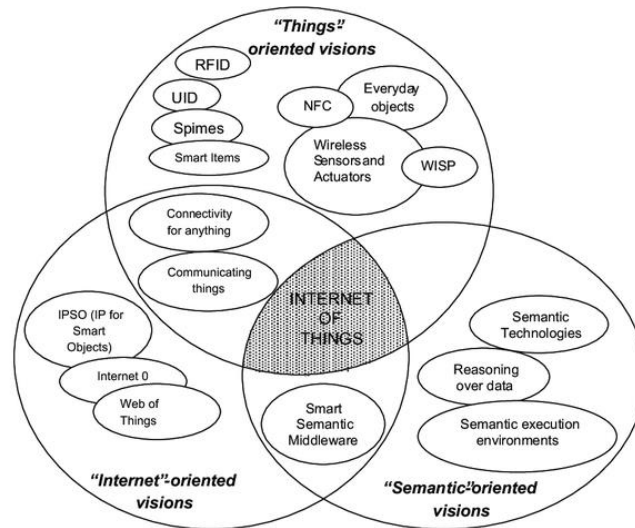 "Things"-
oriented visions
RFID
UID
Spimes
Smart Items
Everyday
objects
NFC
Wireless
Sensors and
Actuators
WISP
Connectivity
for anything
Communicating
things
INTERNET
OF
THINGS
IPSO (IP for
Smart
Objects)
Internet 0
Web of
Things
Semantic
Technologies
Reasoning
over data
Semantic execution
environments
Smart
Semantic
Middleware
"Internet"-oriented
visions
"Semantic"-oriented
visions